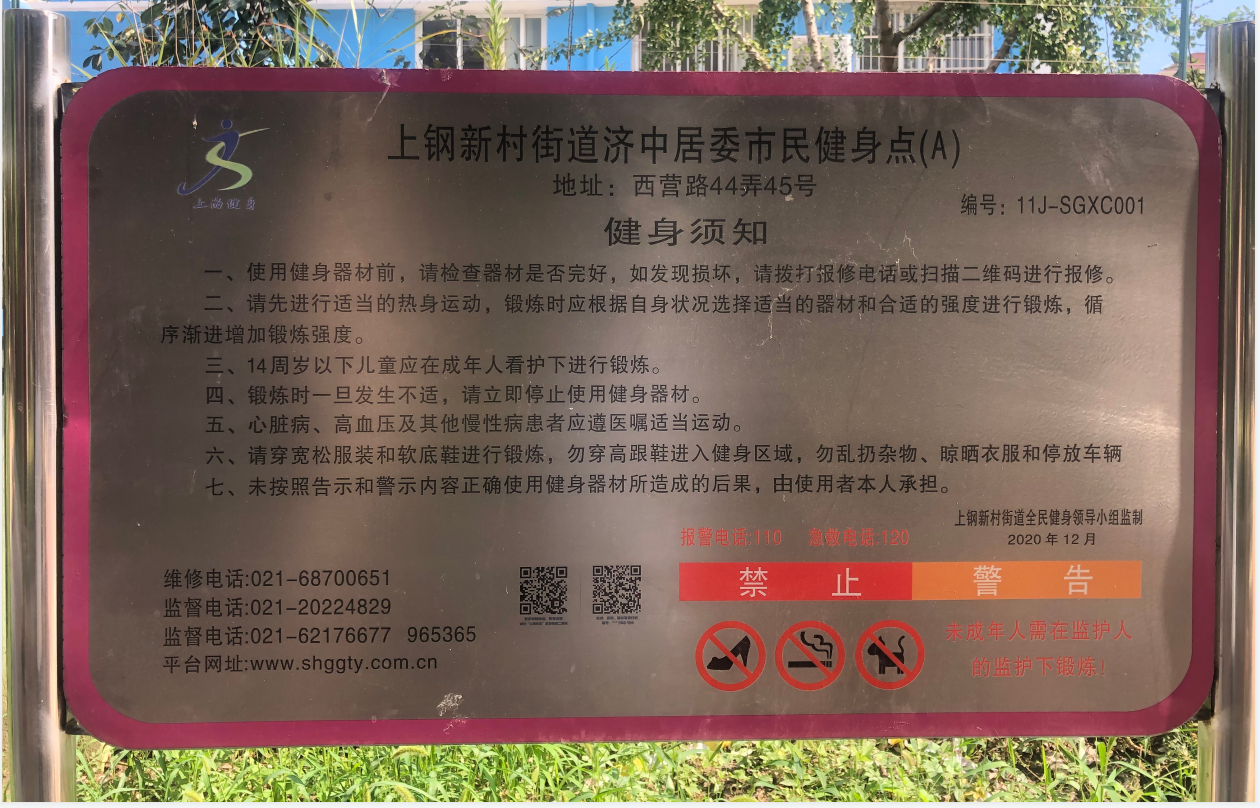 上海健身
上钢新村街道济中居委市民健身点(A)
地址：西营路44弄45号
编号：11J-SGXC001
健身须知
一、使用健身器材前，请检查器材是否完好，如发现损坏，请拨打报修电话或扫描二维码进行报修。
二、请先进行适当的热身运动，锻炼时应根据自身状况选择适当的器材和合适的强度进行锻炼，循
序渐进增加锻炼强度。
三、14周岁以下儿童应在成年人看护下进行锻炼。
四、锻炼时一旦发生不适，请立即停止使用健身器材。
五、心脏病、高血压及其他慢性病患者应遵医嘱适当运动。
六、请穿宽松服装和软底鞋进行锻炼，勿穿高跟鞋进入健身区域，勿乱扔杂物、晾晒衣服和停放车辆
七、未按照告示和警示内容正确使用健身器材所造成的后果，由使用者本人承担。
上钢新村街道全民健身领导小组监制
2020年12月
报警电话:110 急救电话:120
禁止 警告
未成年人需在监护人
的监护下锻炼!
维修电话:021-68700651
监督电话:021-20224829
监督电话:021-62176677 965365
平台网址:www.shggty.com.cn